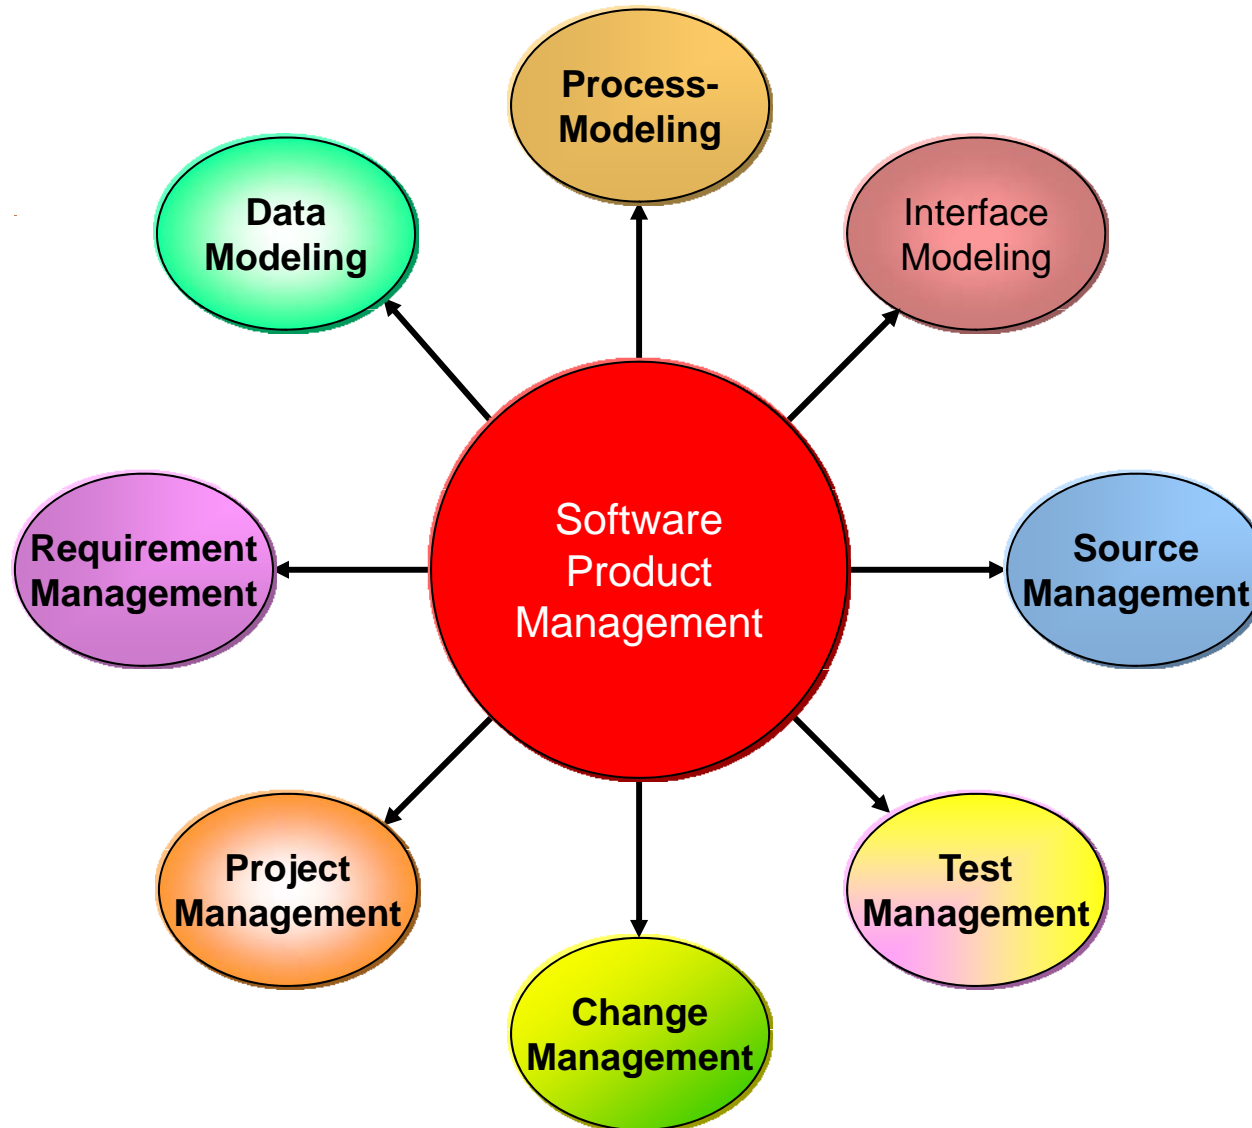 Process-
Modeling
Data
Modeling
Interface
Modeling
Software
Product
Management
Requirement
Management
Source
Management
Project
Management
Test
Management
Change
Management